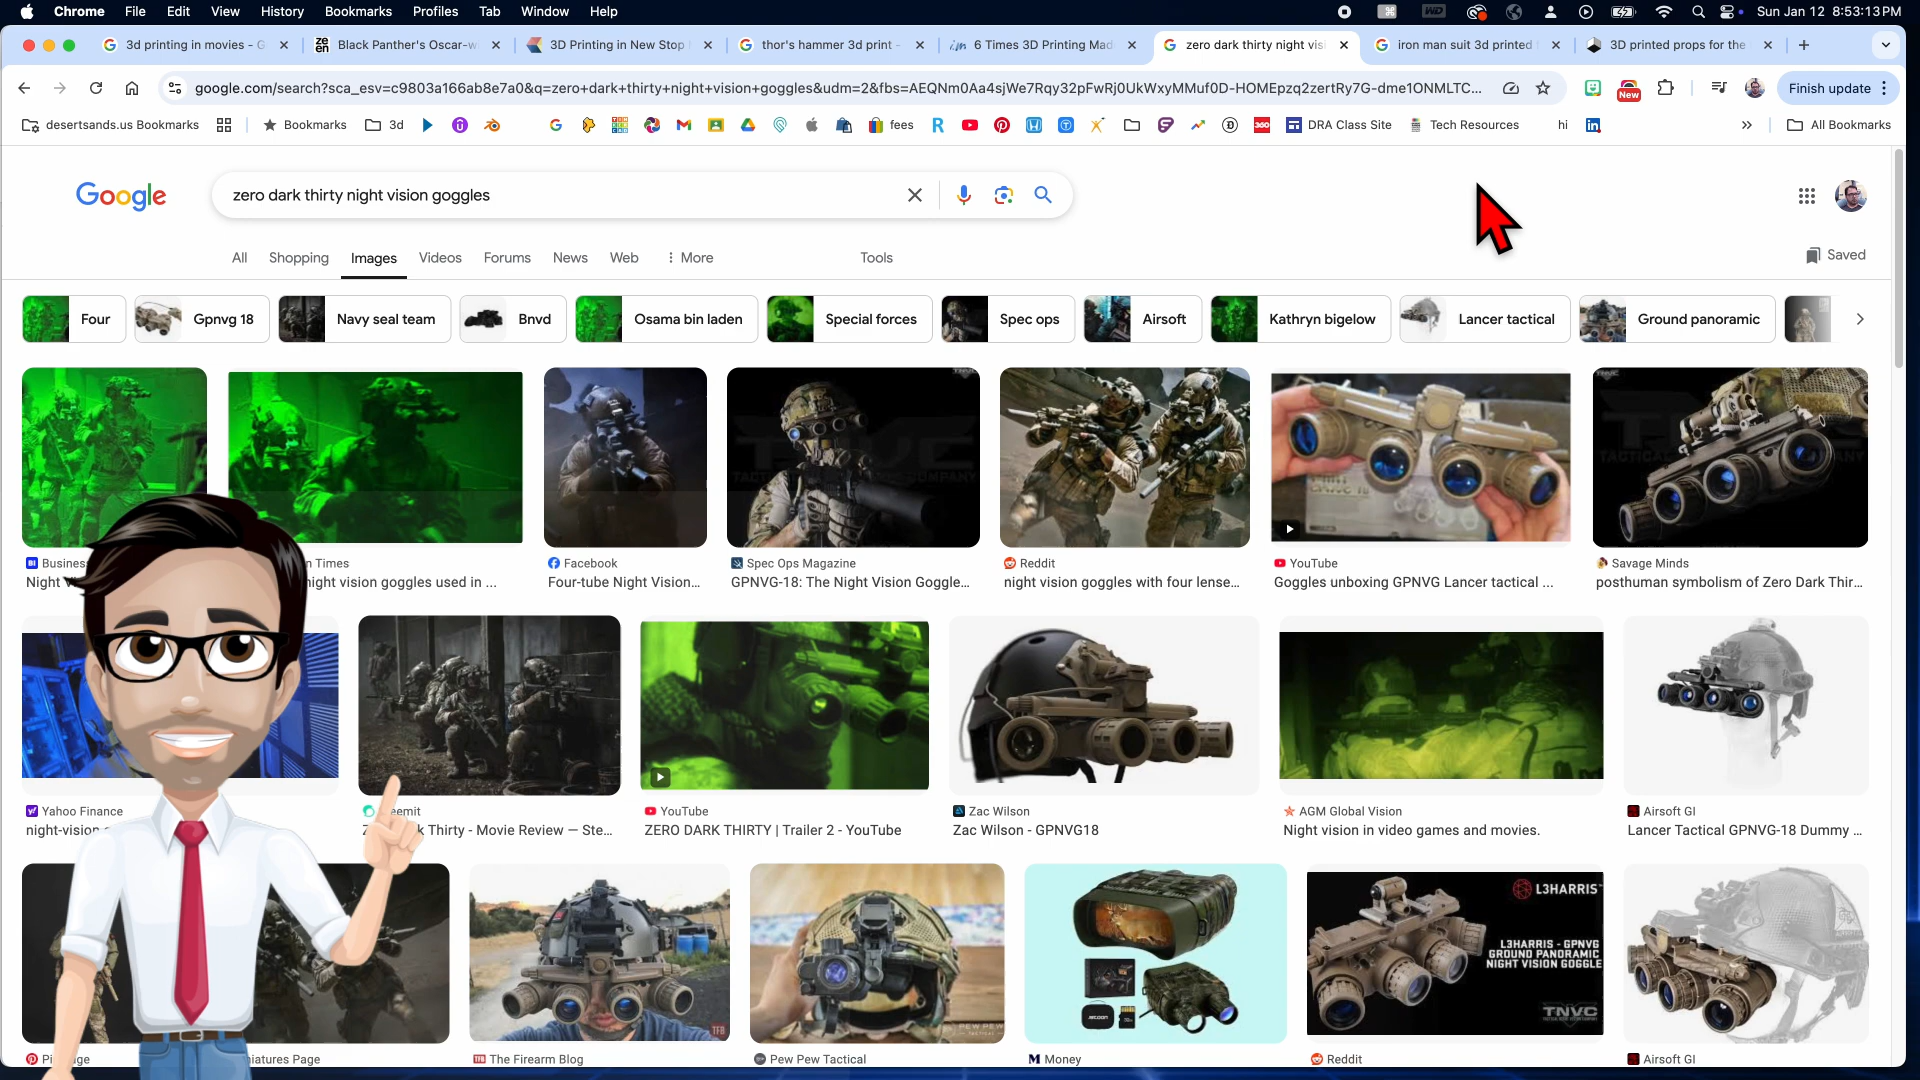 Chrome File Edit View History Bookmarks Profiles Tab Window Help Sun Jan 12 8:53:13 PM
3d printing in movies - G
Black Panther's Oscar-w
3D Printing in New Stop
thor's hammer 3d print -
6 Times 3D Printing Mad
zero dark thirty night vis
iron man suit 3d printed
3D printed props for the
google.com/search?sca_esv=c9803a166ab8e7a0&q=zero+dark+thirty+night+vision+goggles&udm=2&fbs=AEQNm0Aa4sjWe7Rqy32pFwRj0UkWxyMMuf0D-HOMEpzq2zertRy7G-dme1ONMLTC...
New
Finish update
desertsands.us Bookmarks
Bookmarks
3d
fees
DRA Class Site
Tech Resources
hi
All Bookmarks
Google
zero dark thirty night vision goggles
All Shopping Images Videos Forums News Web More Tools
Saved
Four
Gpnvg 18
Navy seal team
Bnvd
Osama bin laden
Special forces
Spec ops
Airsoft
Kathryn bigelow
Lancer tactical
Ground panoramic
Business
Night V
n Times
night vision goggles used in ...
Facebook
Four-tube Night Vision...
Spec Ops Magazine
GPNVG-18: The Night Vision Goggle...
Reddit
night vision goggles with four lense...
YouTube
Goggles unboxing GPNVG Lancer tactical ...
Savage Minds
posthuman symbolism of Zero Dark Thir...
Yahoo Finance
night-vision
eemit
k Thirty - Movie Review — Ste...
YouTube
ZERO DARK THIRTY | Trailer 2 - YouTube
Zac Wilson
Zac Wilson - GPNVG18
AGM Global Vision
Night vision in video games and movies.
Airsoft GI
Lancer Tactical GPNVG-18 Dummy ...
L3HARRIS
L3HARRIS - GPNVG
GROUND PANORAMIC
NIGHT VISION GOGGLE
TNVC
TFB
niatures Page
The Firearm Blog
Pew Pew Tactical
Money
Reddit
Airsoft GI